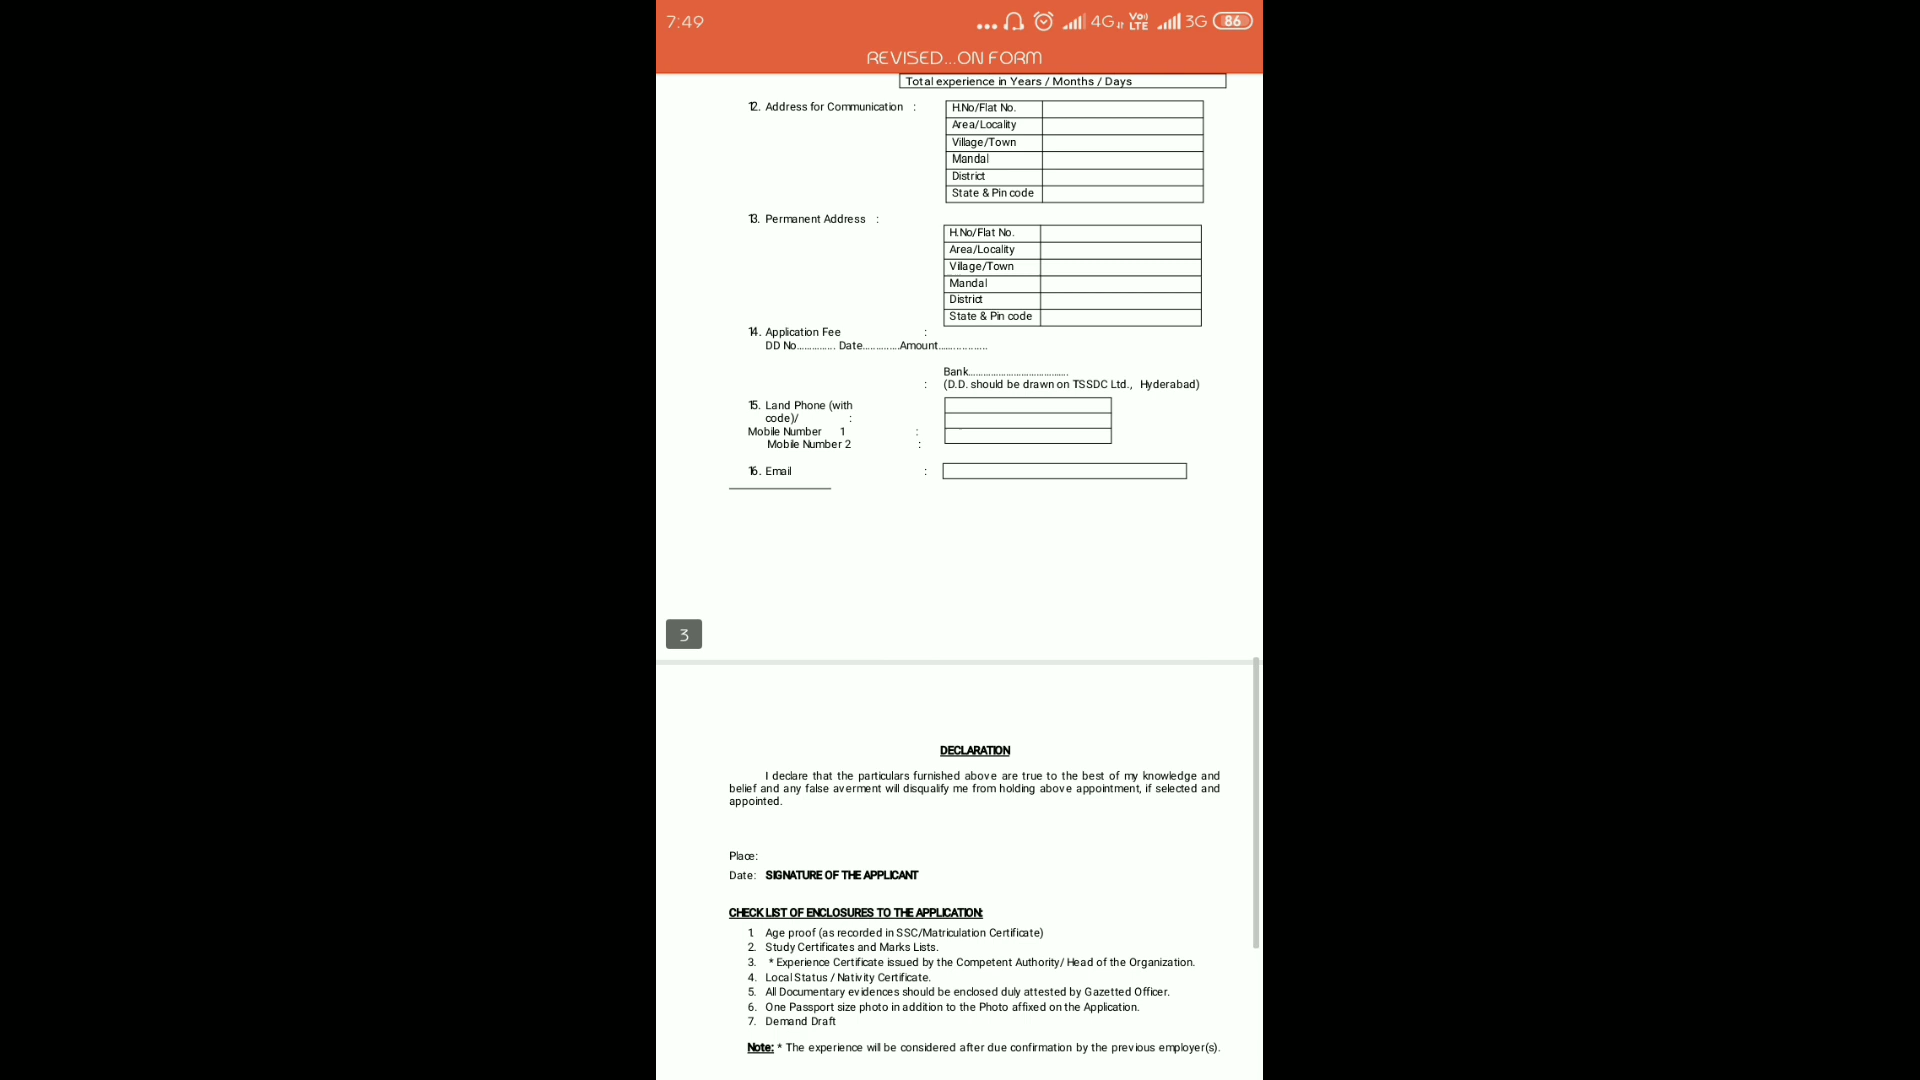 7:49
4G Vo) LTE 3G 86
REVISED...ON FORM
Total experience in Years / Months / Days
12. Address for Communication :
H.No/Flat No.
Area/Locality
Village/Town
Mandal
District
State & Pin code
13. Permanent Address :
H.No/Flat No.
Area/Locality
Village/Town
Mandal
District
State & Pin code
14. Application Fee :
DD No............... Date..............Amount...................
Bank......................................
: (D.D. should be drawn on TSSDC Ltd., Hyderabad)
15. Land Phone (with
code)/ :
Mobile Number 1 :
Mobile Number 2 :
16. Email :
3
DECLARATION
I declare that the particulars furnished above are true to the best of my knowledge and
belief and any false averment will disqualify me from holding above appointment, if selected and
appointed.
Place:
Date: SIGNATURE OF THE APPLICANT
CHECK LIST OF ENCLOSURES TO THE APPLICATION:
1. Age proof (as recorded in SSC/Matriculation Certificate)
2. Study Certificates and Marks Lists.
3. * Experience Certificate issued by the Competent Authority/ Head of the Organization.
4. Local Status / Nativity Certificate.
5. All Documentary evidences should be enclosed duly attested by Gazetted Officer.
6. One Passport size photo in addition to the Photo affixed on the Application.
7. Demand Draft
Note: * The experience will be considered after due confirmation by the previous employer(s).